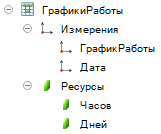 ГрафикиРаботы
Измерения
ГрафикРаботы
Дата
Ресурсы
Часов
Дней